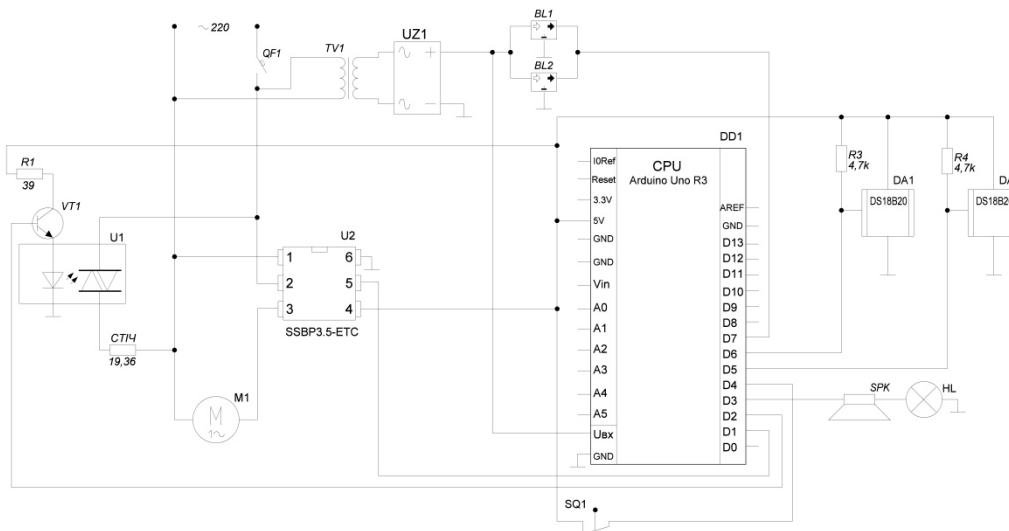 ~220
QF1
TV1
UZ1
BL1
BL2
DD1
CPU
Arduino Uno R3
IORef
Reset
3.3V
5V
GND
GND
Vin
A0
A1
A2
A3
A4
A5
Uвх
GND
AREF
GND
D13
D12
D11
D10
D9
D8
D7
D6
D5
D4
D3
D2
D1
D0
R3
4,7k
R4
4,7k
DA1
DS18B20
DA
DS18B20
R1
39
VT1
U1
U2
1
2
3
6
5
4
SSBP3.5-ETC
СТІЧ
19,36
M1
M
1~
SPK
HL
SQ1